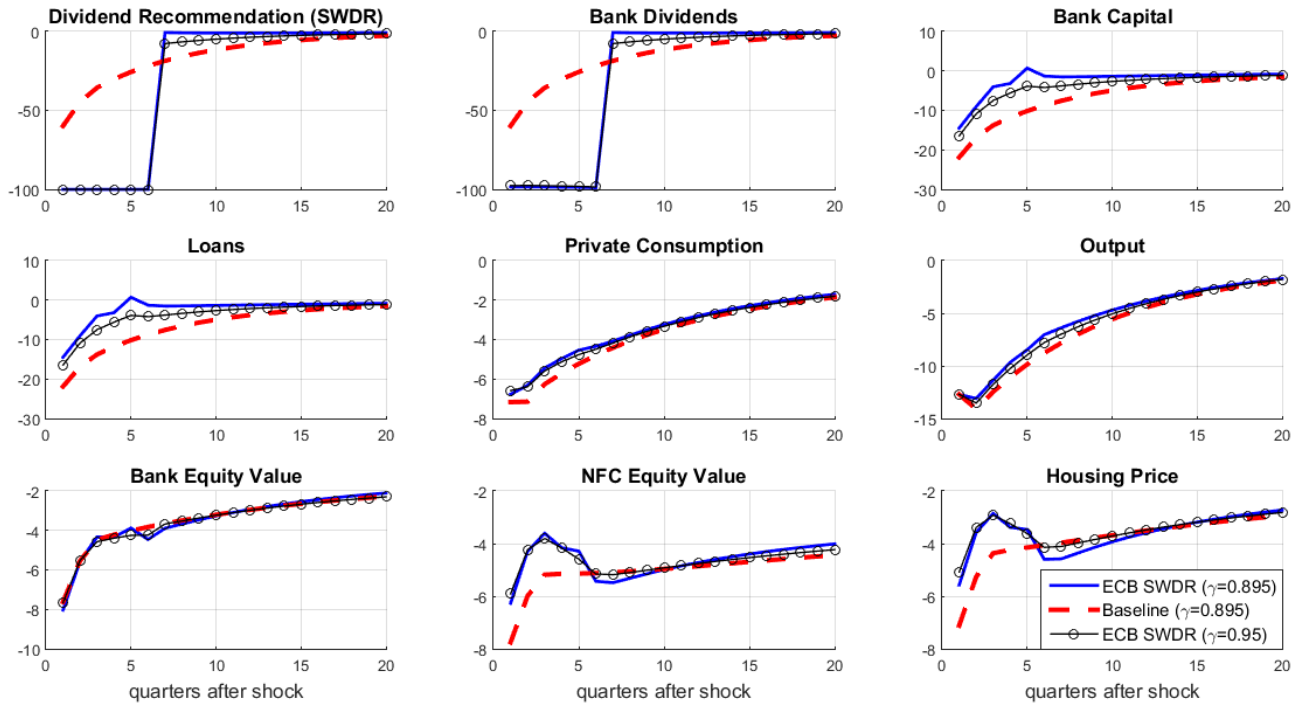 Dividend Recommendation (SWDR)
0
-50
-100
0 5 10 15 20
Bank Dividends
0
-50
-100
0 5 10 15 20
Bank Capital
10
0
-10
-20
-30
0 5 10 15 20
Loans
10
0
-10
-20
-30
0 5 10 15 20
Private Consumption
0
-2
-4
-6
-8
0 5 10 15 20
Output
0
-5
-10
-15
0 5 10 15 20
Bank Equity Value
-2
-4
-6
-8
-10
0 5 10 15 20
quarters after shock
NFC Equity Value
-2
-4
-6
-8
0 5 10 15 20
quarters after shock
Housing Price
-2
-4
-6
-8
0 5 10 15 20
ECB SWDR (γ=0.895)
Baseline (γ=0.895)
ECB SWDR (γ=0.95)
quarters after shock